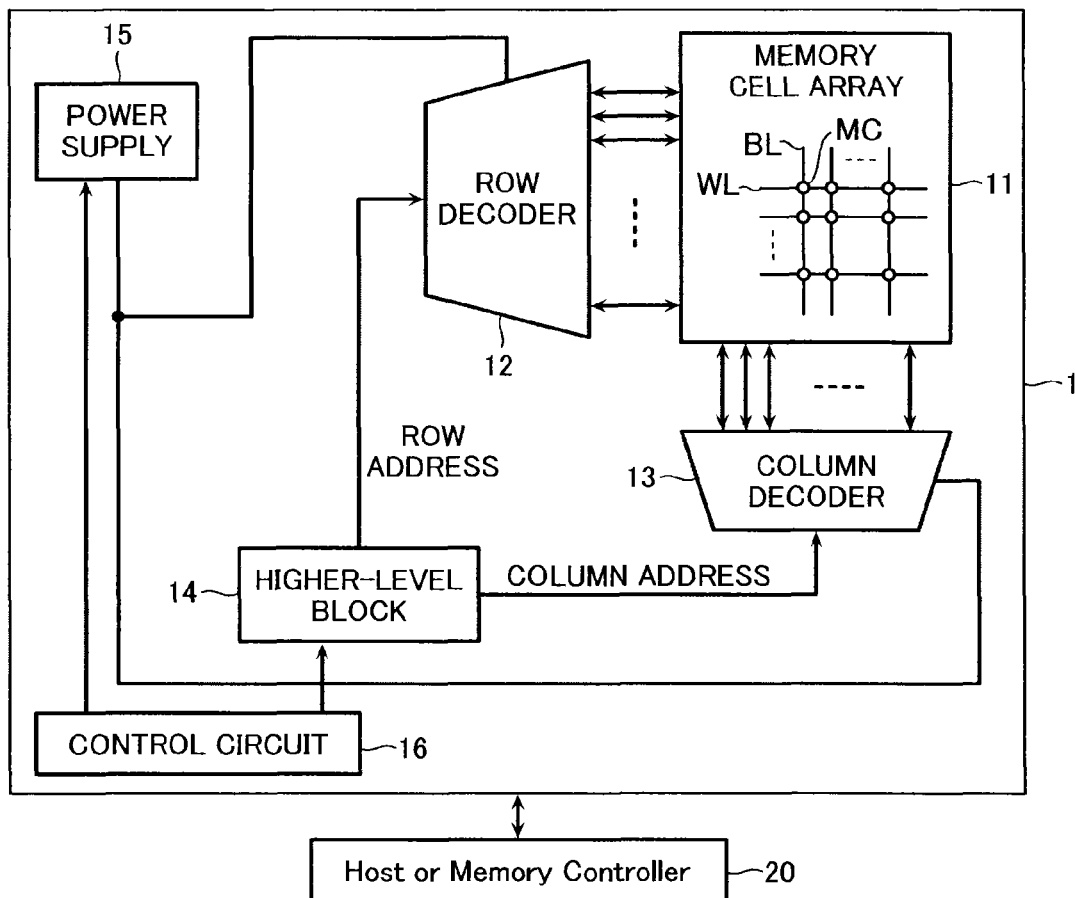 15
POWER
SUPPLY
ROW
DECODER
12
MEMORY
CELL ARRAY
BL
MC
WL
11
1
ROW
ADDRESS
13
COLUMN
DECODER
14
HIGHER-LEVEL
BLOCK
COLUMN ADDRESS
CONTROL CIRCUIT
16
Host or Memory Controller
20